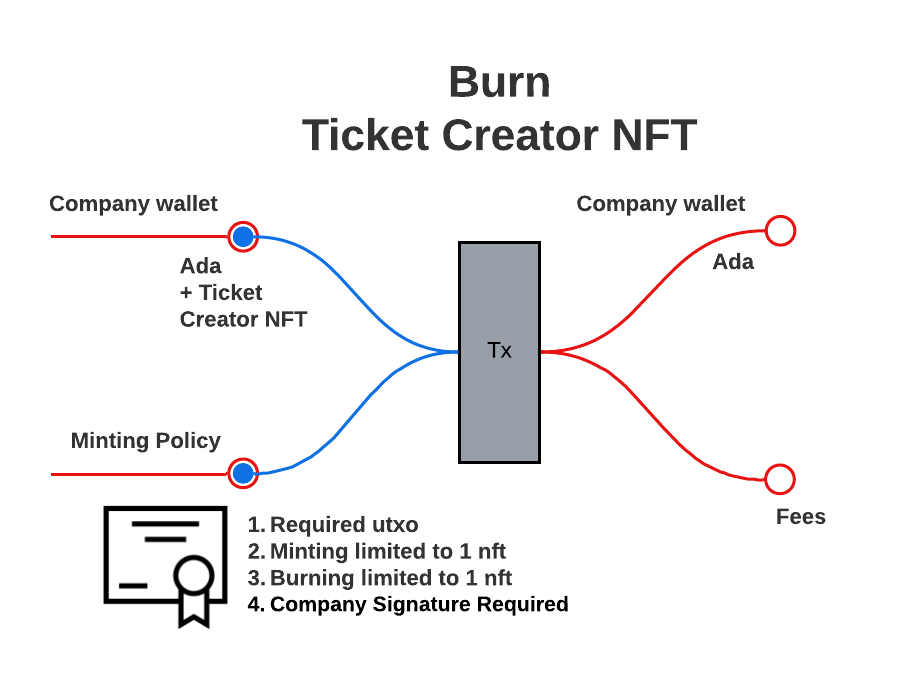 Burn
Ticket Creator NFT
Company wallet
Company wallet
Ada
+ Ticket
Creator NFT
Ada
Tx
Minting Policy
Fees
1. Required utxo
2. Minting limited to 1 nft
3. Burning limited to 1 nft
4. Company Signature Required